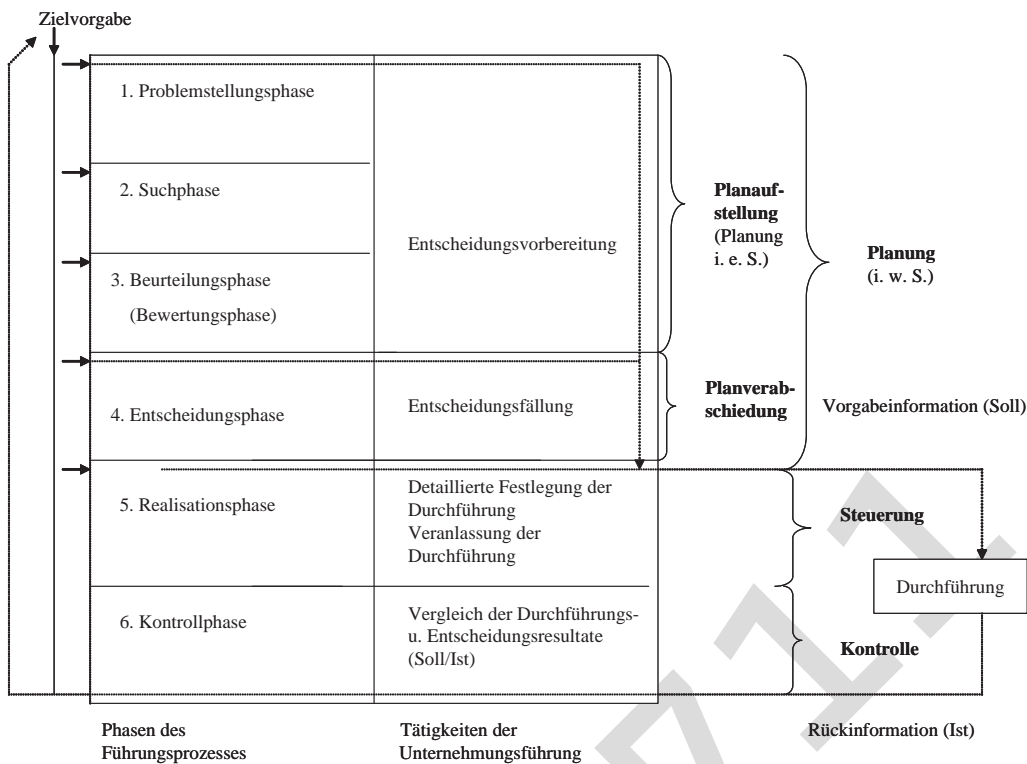 Zielvorgabe
1. Problemstellungsphase
2. Suchphase
3. Beurteilungsphase
(Bewertungsphase)
4. Entscheidungsphase
5. Realisationsphase
6. Kontrollphase
Entscheidungsvorbereitung
Entscheidungsfällung
Detaillierte Festlegung der
Durchführung
Veranlassung der
Durchführung
Vergleich der Durchführungs-
u. Entscheidungsresultate
(Soll/Ist)
Planauf-
stellung
(Planung
i. e. S.)
Planverab-
schiedung
Planung
(i. w. S.)
Vorgabeinformation (Soll)
Steuerung
Durchführung
Kontrolle
Rückinformation (Ist)
Phasen des
Führungsprozesses
Tätigkeiten der
Unternehmungsführung